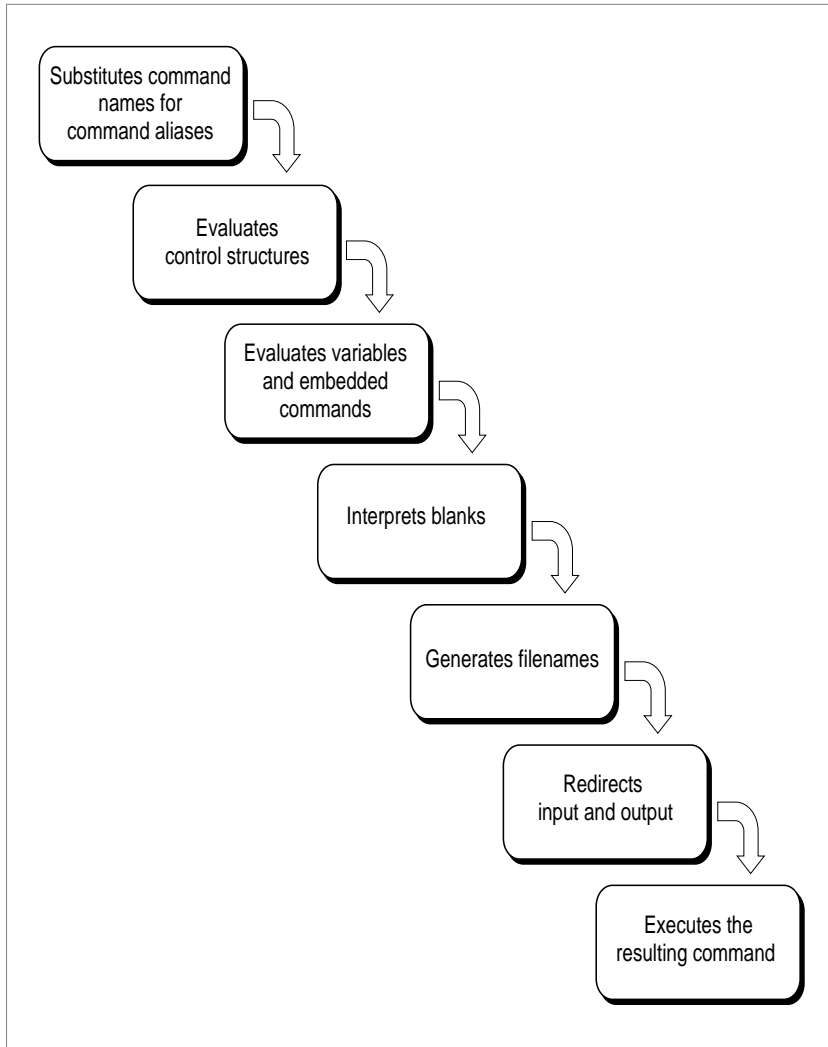 Substitutes command
names for
command aliases
Evaluates
control structures
Evaluates variables
and embedded
commands
Interprets blanks
Generates filenames
Redirects
input and output
Executes the
resulting command